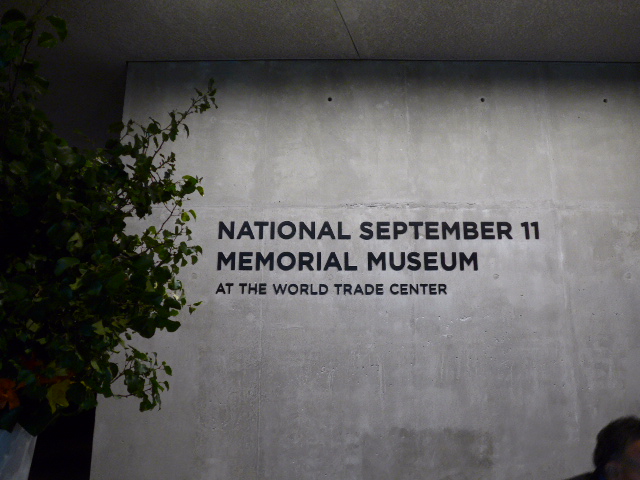 NATIONAL SEPTEMBER 11
MEMORIAL MUSEUM
AT THE WORLD TRADE CENTER